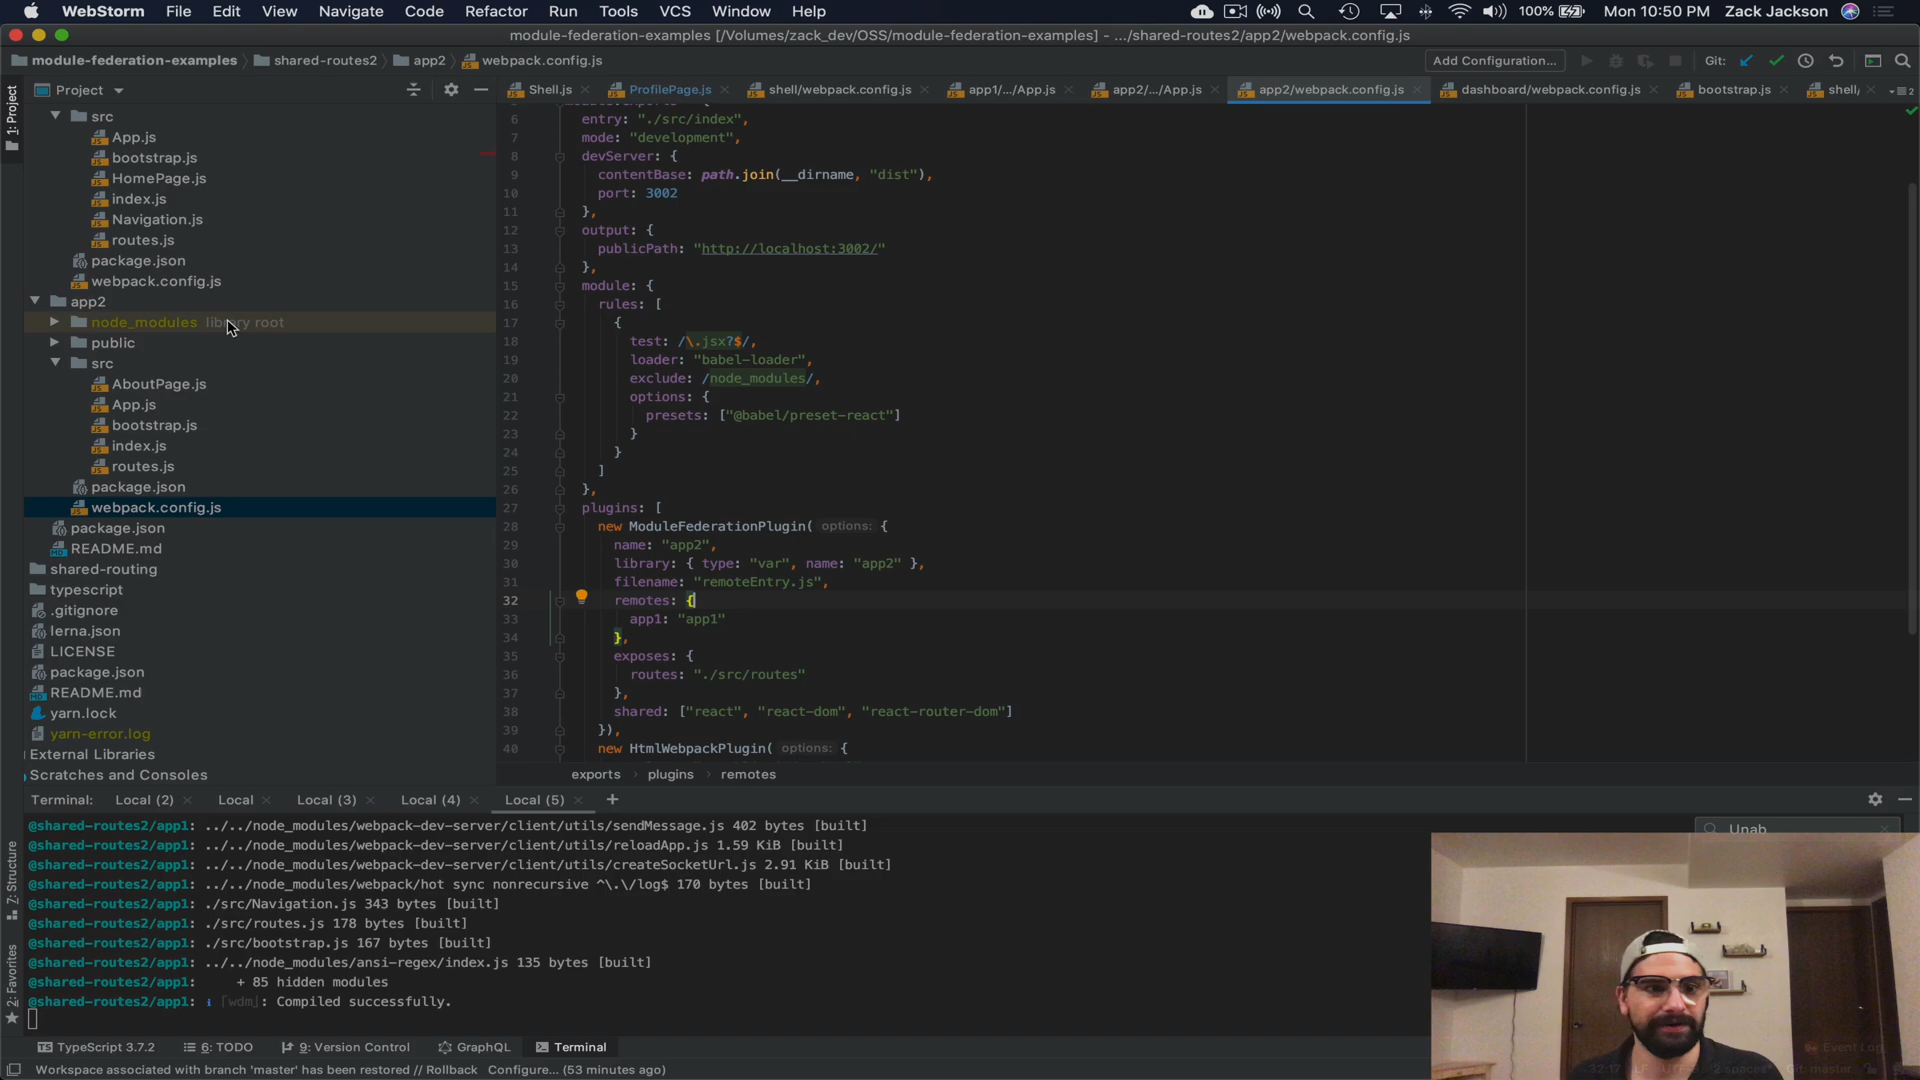 WebStorm File Edit View Navigate Code Refactor Run Tools VCS Window Help
100% Mon 10:50 PM Zack Jackson
module-federation-examples [/Volumes/zack_dev/OSS/module-federation-examples] - .../shared-routes2/app2/webpack.config.js
module-federation-examples shared-routes2 app2 webpack.config.js
Add Configuration... Git:
Project
Shell.js ProfilePage.js shell/webpack.config.js app1/.../App.js app2/.../App.js app2/webpack.config.js dashboard/webpack.config.js bootstrap.js shell/
1: Project
src
App.js
bootstrap.js
HomePage.js
index.js
Navigation.js
routes.js
package.json
webpack.config.js
app2
node_modules library root
public
src
AboutPage.js
App.js
bootstrap.js
index.js
routes.js
package.json
webpack.config.js
package.json
README.md
shared-routing
typescript
.gitignore
lerna.json
LICENSE
package.json
README.md
yarn.lock
yarn-error.log
External Libraries
Scratches and Consoles
6 entry: "./src/index",
7 mode: "development",
8 devServer: {
9 contentBase: path.join(__dirname, "dist"),
10 port: 3002
11 },
12 output: {
13 publicPath: "http://localhost:3002/"
14 },
15 module: {
16 rules: [
17 {
18 test: /\.jsx?$/,
19 loader: "babel-loader",
20 exclude: /node_modules/,
21 options: {
22 presets: ["@babel/preset-react"]
23 }
24 }
25 ]
26 },
27 plugins: [
28 new ModuleFederationPlugin( options: {
29 name: "app2",
30 library: { type: "var", name: "app2" },
31 filename: "remoteEntry.js",
32 remotes: {
33 app1: "app1"
34 },
35 exposes: {
36 routes: "./src/routes"
37 },
38 shared: ["react", "react-dom", "react-router-dom"]
39 }),
40 new HtmlWebpackPlugin( options: {
exports plugins remotes
Terminal: Local (2) Local Local (3) Local (4) Local (5)
Unab
@shared-routes2/app1: ../../node_modules/webpack-dev-server/client/utils/sendMessage.js 402 bytes [built]
@shared-routes2/app1: ../../node_modules/webpack-dev-server/client/utils/reloadApp.js 1.59 KiB [built]
@shared-routes2/app1: ../../node_modules/webpack-dev-server/client/utils/createSocketUrl.js 2.91 KiB [built]
@shared-routes2/app1: ../../node_modules/webpack/hot sync nonrecursive ^\.\/log$ 170 bytes [built]
@shared-routes2/app1: ./src/Navigation.js 343 bytes [built]
@shared-routes2/app1: ./src/routes.js 178 bytes [built]
@shared-routes2/app1: ./src/bootstrap.js 167 bytes [built]
@shared-routes2/app1: ../../node_modules/ansi-regex/index.js 135 bytes [built]
@shared-routes2/app1: + 85 hidden modules
@shared-routes2/app1: ℹ ｢wdm｣: Compiled successfully.
7: Structure
2: Favorites
TypeScript 3.7.2 6: TODO 9: Version Control GraphQL Terminal Event Log
Workspace associated with branch 'master' has been restored // Rollback Configure... (53 minutes ago)
32:17 2 spaces Git: master